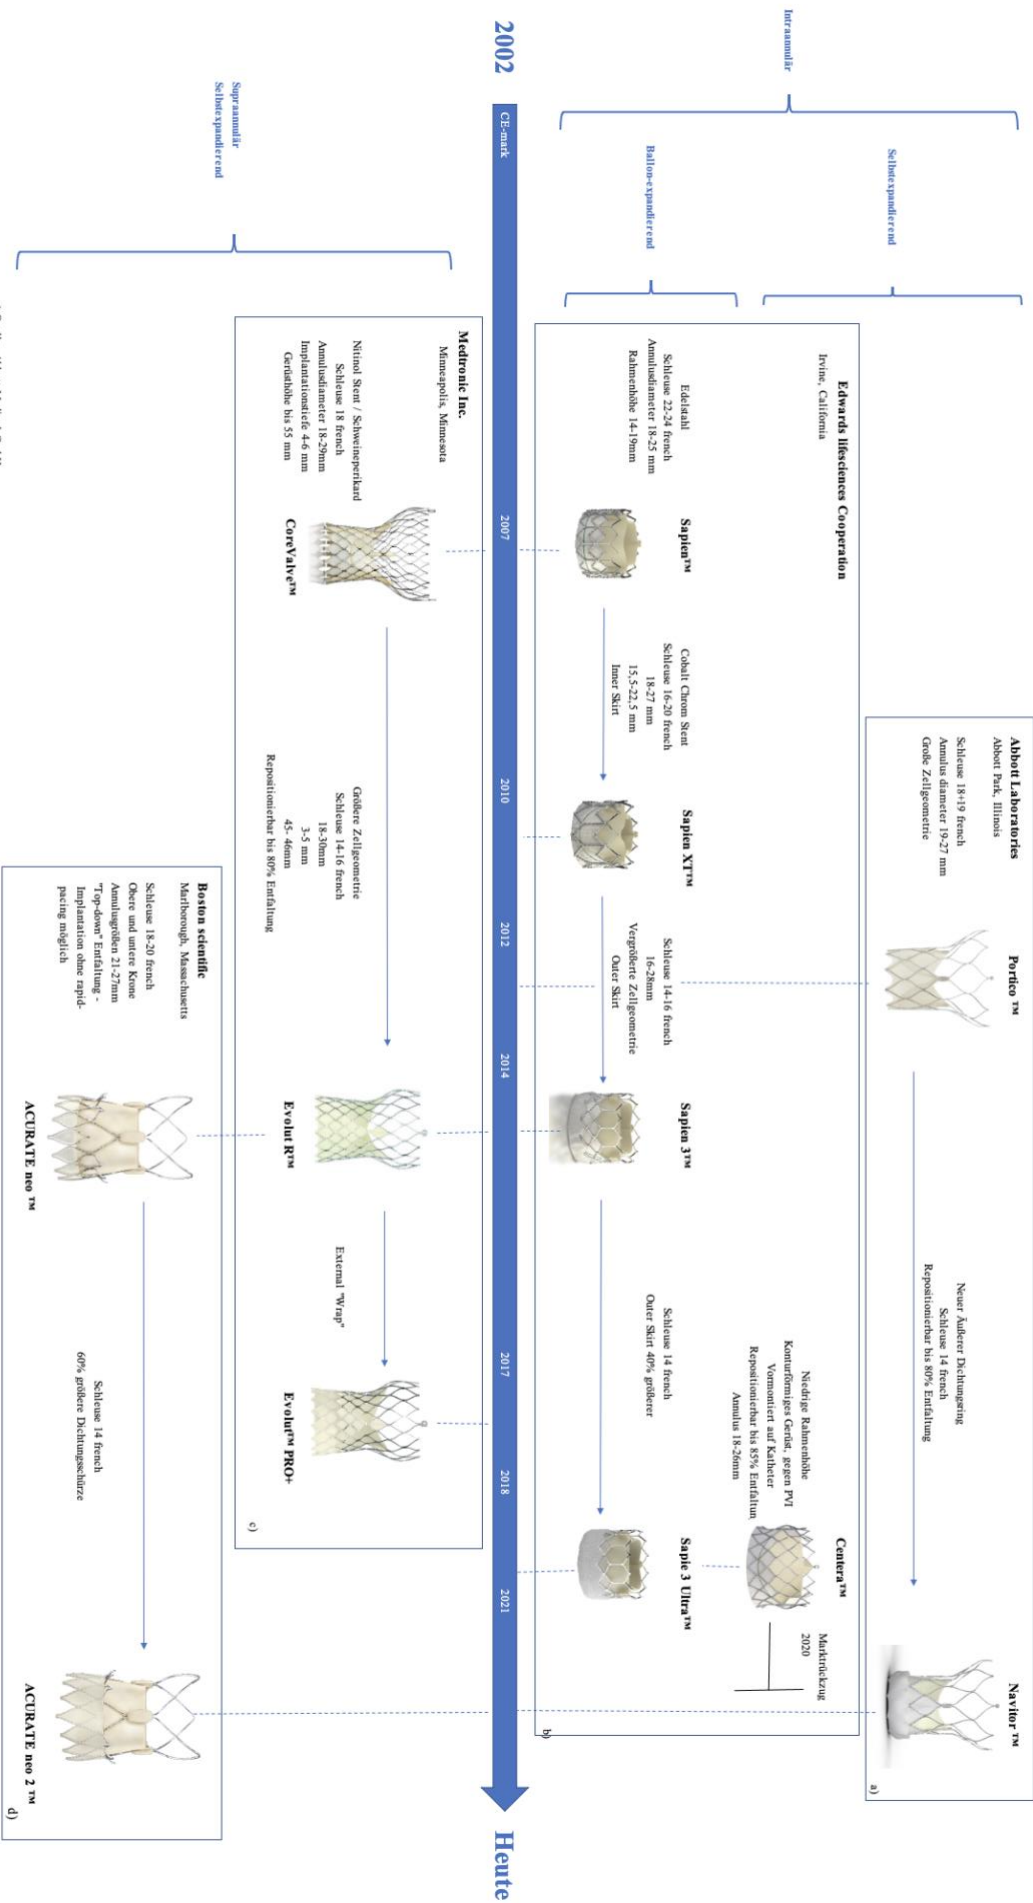 Intraannulär
Selbstexpandierend
Ballon-expandierend
Abbott Laboratories
Abbott Park, Illinois
Schleuse 18+19 french
Annulus diameter 19-27 mm
Große Zellgeometrie
Portico ™
Neuer Äußerer Dichtungsring
Schleuse 14 french
Repositionierbar bis 80% Entfaltung
Navitor ™
a)
Edwards lifesciences Cooperation
Irvine, California
Edelstahl
Schleuse 22-24 french
Annulusdiameter 18-25 mm
Rahmenhöhe 14-19mm
Sapien™
Cobalt Chrom Stent
Schleuse 16-20 french
18-27 mm
15,5-22,5 mm
Inner Skirt
Sapien XT™
Schleuse 14-16 french
16-28mm
Vergrößerte Zellgeometrie
Outer Skirt
Sapien 3™
Schleuse 14 french
Outer Skirt 40% größerer
Niedrige Rahmenhöhe
Konturförmiges Gerüst, gegen PVI
Vormontiert auf Katheter
Repositionierbar bis 85% Entfaltun
Annulus 18-26mm
Centera™
Sapie 3 Ultra™
Marktrückzug
2020
b)
2002
CE-mark
2007
2010
2012
2014
2017
2018
2021
Heute
Supraannulär
Selbstexpandierend
Medtronic Inc.
Minneapolis, Minnesota
Nitinol Stent / Schweineperikard
Schleuse 18 french
Annulusdiameter 18-29mm
Implantationstiefe 4-6 mm
Gerüsthöhe bis 55 mm
CoreValve™
Größere Zellgeometrie
Schleuse 14-16 french
18-30mm
3-5 mm
45- 46mm
Repositionierbar bis 80% Entfaltung
Evolut R™
External "Wrap"
Evolut™ PRO+
c)
Boston scientific
Marlborough, Massachusetts
Schleuse 18-20 french
Obere und untere Krone
Annulusgrößen 21-27mm
"Top-down" Entfaltung -
Implantation ohne rapid-
pacing möglich
ACURATE neo ™
Schleuse 14 french
60% größere Dichtungsschürze
ACURATE neo 2 ™
d)